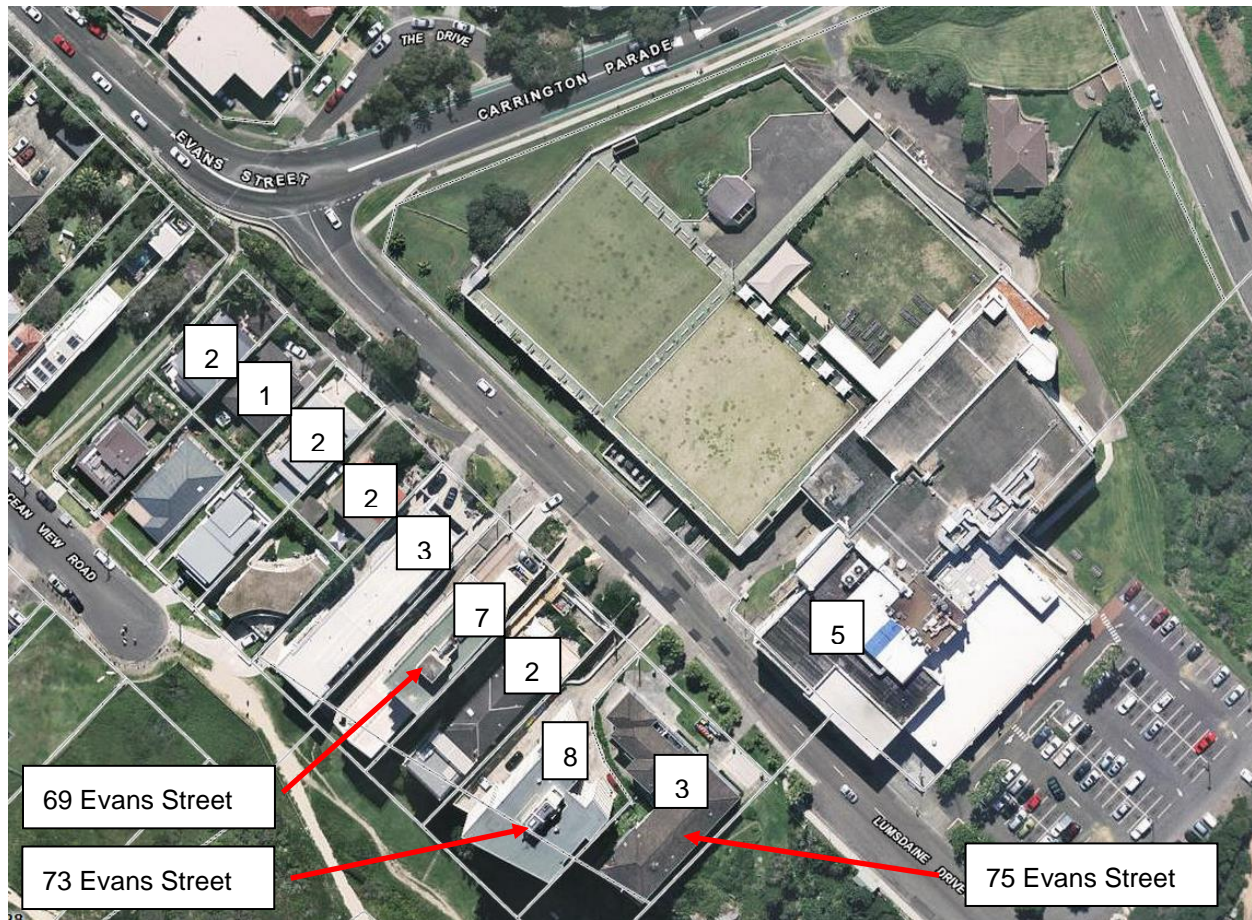 THE DRIVE
CARRINGTON PARADE
EVANS STREET
2
1
2
2
3
OCEAN VIEW ROAD
7
2
5
8
3
69 Evans Street
73 Evans Street
75 Evans Street
LUMSDAINE DRIVE